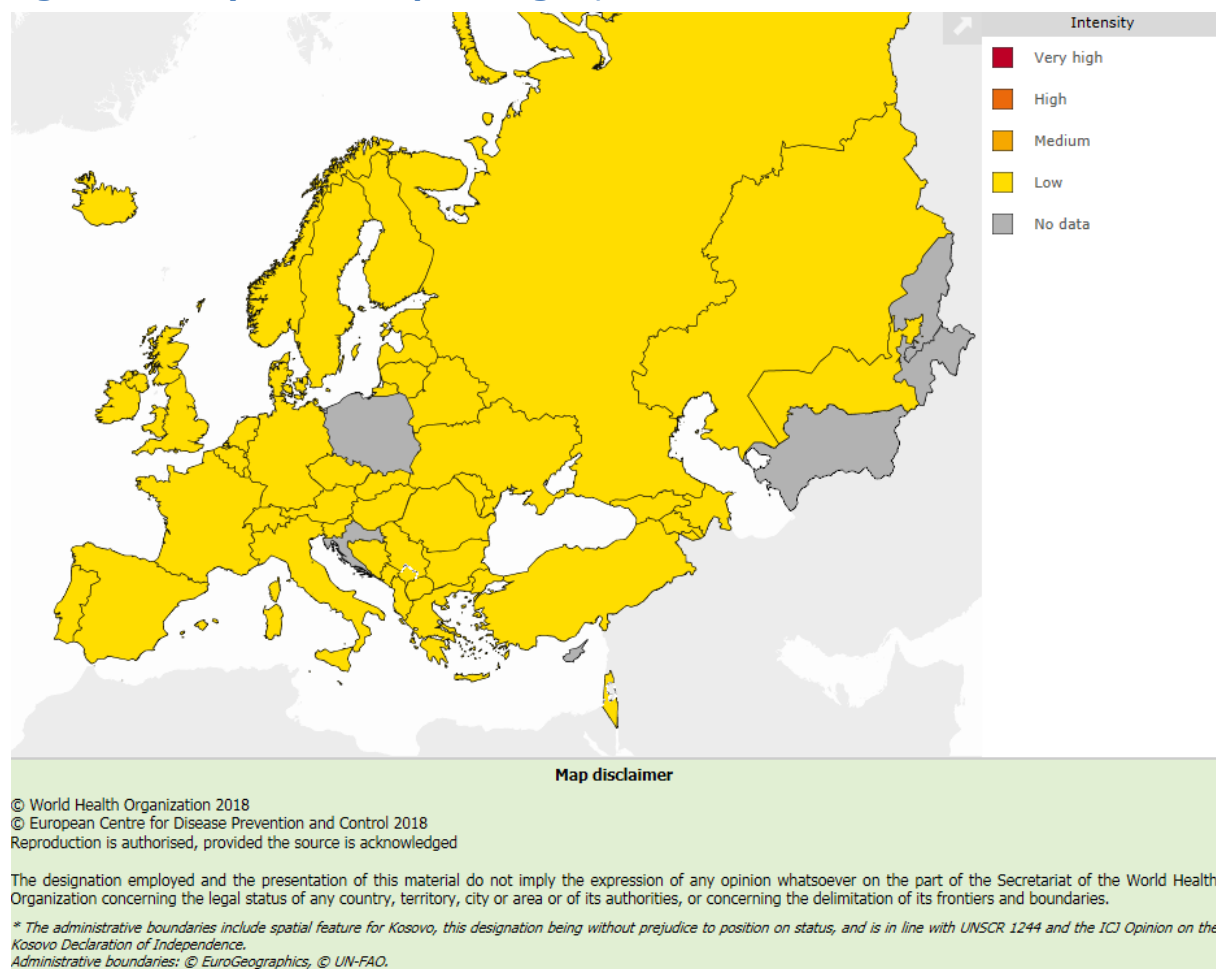 Intensity
Very high
High
Medium
Low
No data
Map disclaimer
© World Health Organization 2018
© European Centre for Disease Prevention and Control 2018
Reproduction is authorised, provided the source is acknowledged
The designation employed and the presentation of this material do not imply the expression of any opinion whatsoever on the part of the Secretariat of the World Health
Organization concerning the legal status of any country, territory, city or area or of its authorities, or concerning the delimitation of its frontiers and boundaries.
* The administrative boundaries include spatial feature for Kosovo, this designation being without prejudice to position on status, and is in line with UNSCR 1244 and the ICJ Opinion on the
Kosovo Declaration of Independence.
Administrative boundaries: © EuroGeographics, © UN-FAO.